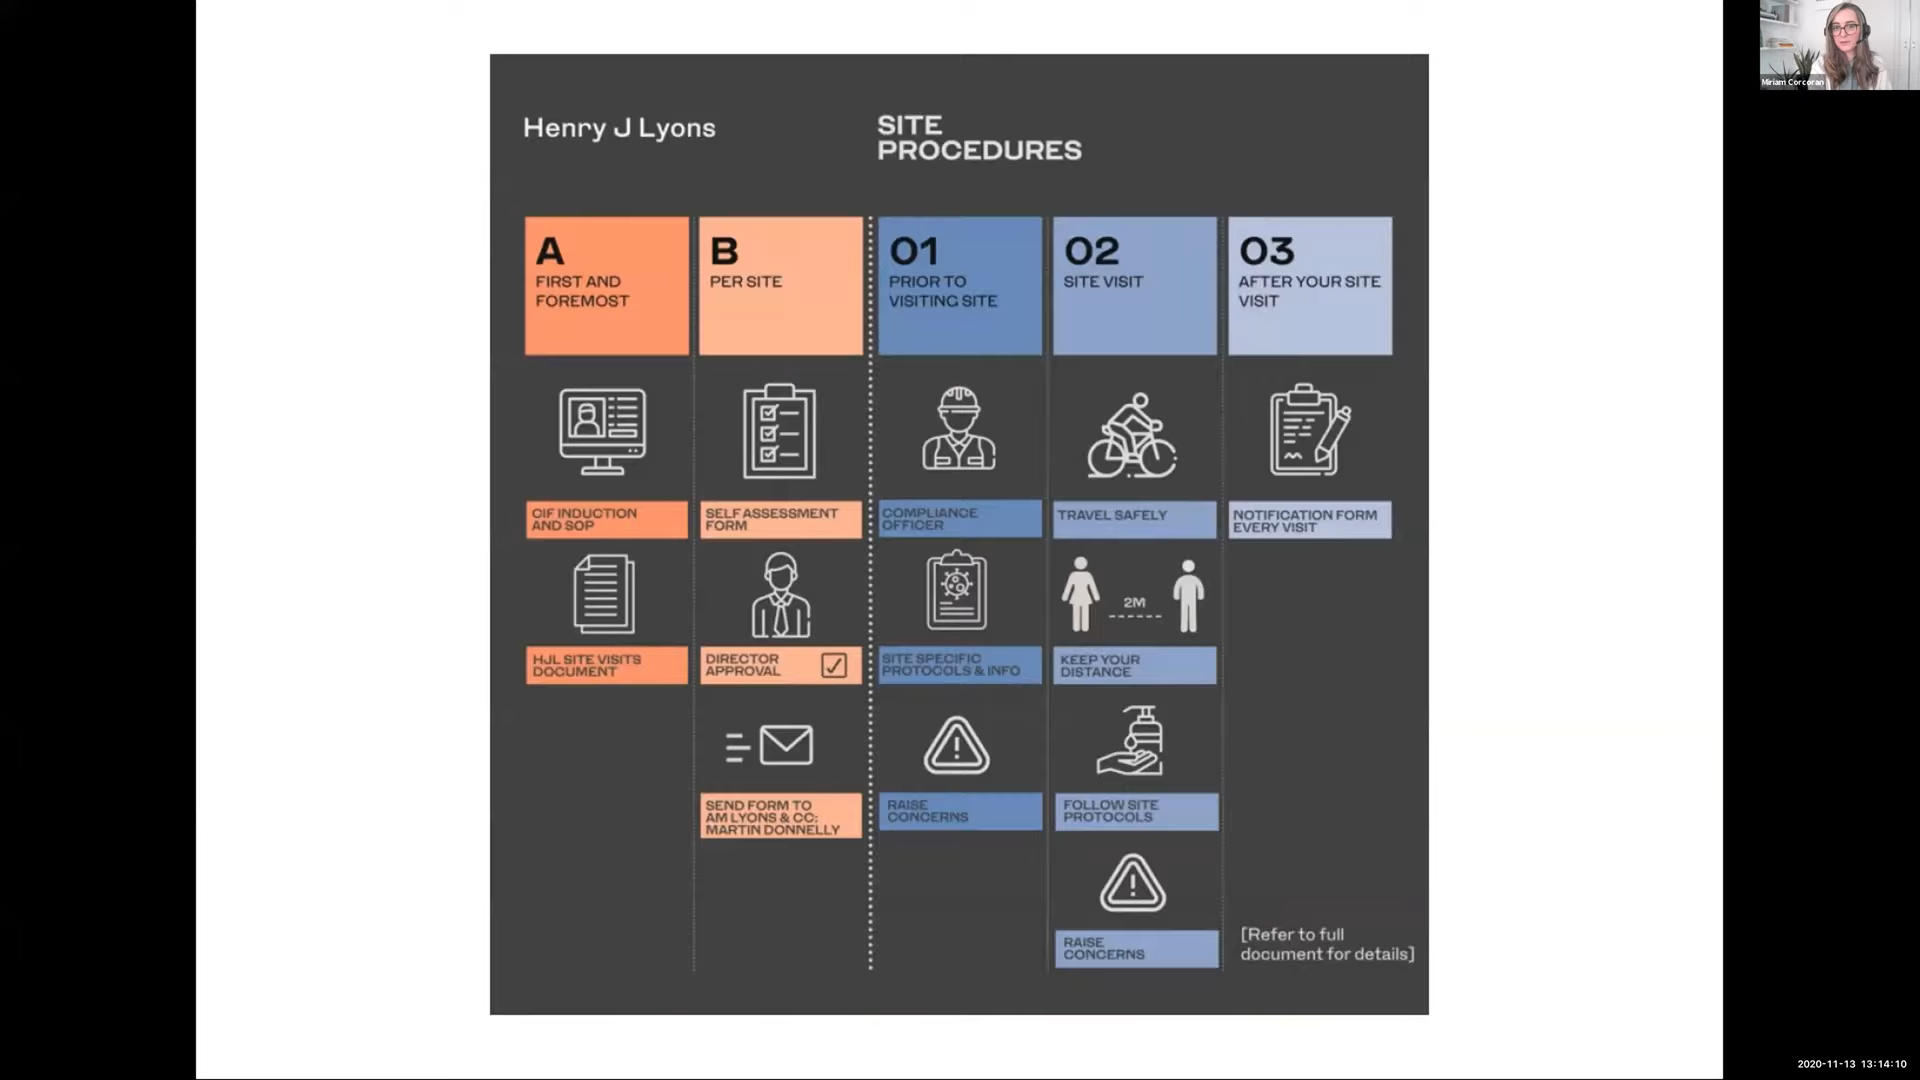 Miriam Corcoran
Henry J Lyons
SITE
PROCEDURES
A
FIRST AND
FOREMOST
CIF INDUCTION
AND SOP
HJL SITE VISITS
DOCUMENT
B
PER SITE
SELF ASSESSMENT
FORM
DIRECTOR
APPROVAL
SEND FORM TO
AM LYONS & CC:
MARTIN DONNELLY
01
PRIOR TO
VISITING SITE
COMPLIANCE
OFFICER
SITE SPECIFIC
PROTOCOLS & INFO
RAISE
CONCERNS
02
SITE VISIT
TRAVEL SAFELY
2M
KEEP YOUR
DISTANCE
FOLLOW SITE
PROTOCOLS
RAISE
CONCERNS
03
AFTER YOUR SITE
VISIT
NOTIFICATION FORM
EVERY VISIT
[Refer to full
document for details]
2020-11-13 13:14:10